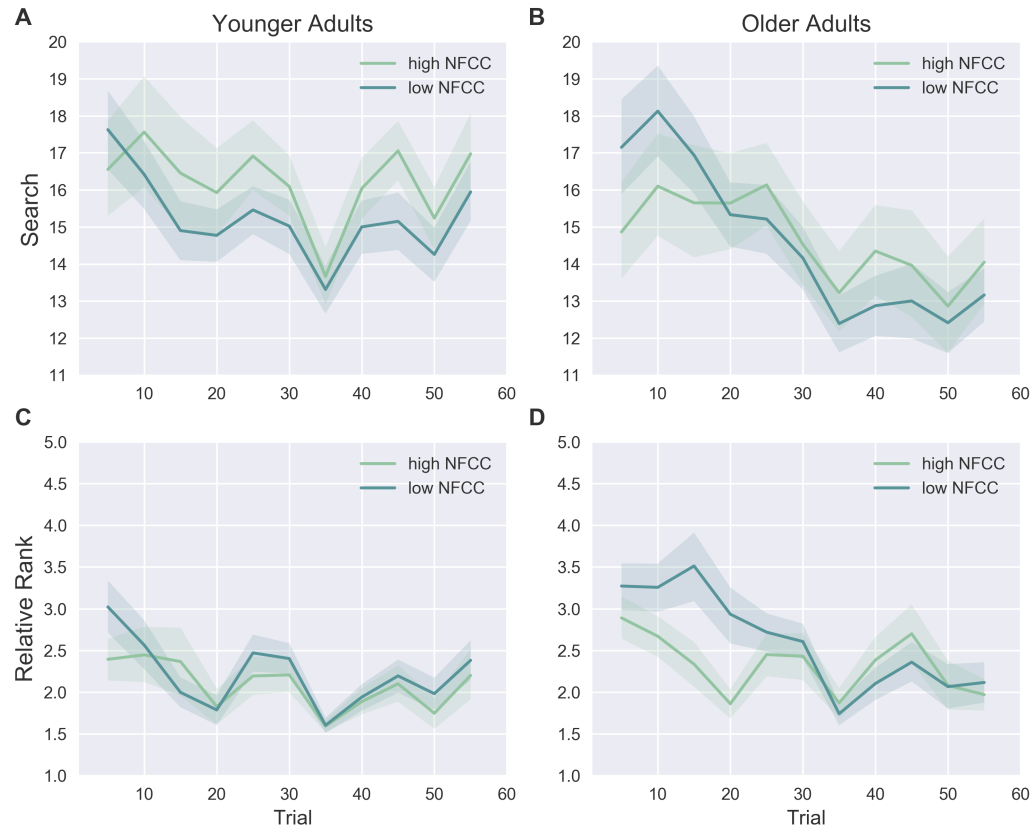 A
Younger Adults
B
Older Adults
high NFCC
low NFCC
high NFCC
low NFCC
Search
20
19
18
17
16
15
14
13
12
11
20
19
18
17
16
15
14
13
12
11
10 20 30 40 50 60
10 20 30 40 50 60
C
D
high NFCC
low NFCC
high NFCC
low NFCC
Relative Rank
5.0
4.5
4.0
3.5
3.0
2.5
2.0
1.5
1.0
5.0
4.5
4.0
3.5
3.0
2.5
2.0
1.5
1.0
10 20 30 40 50 60
10 20 30 40 50 60
Trial
Trial